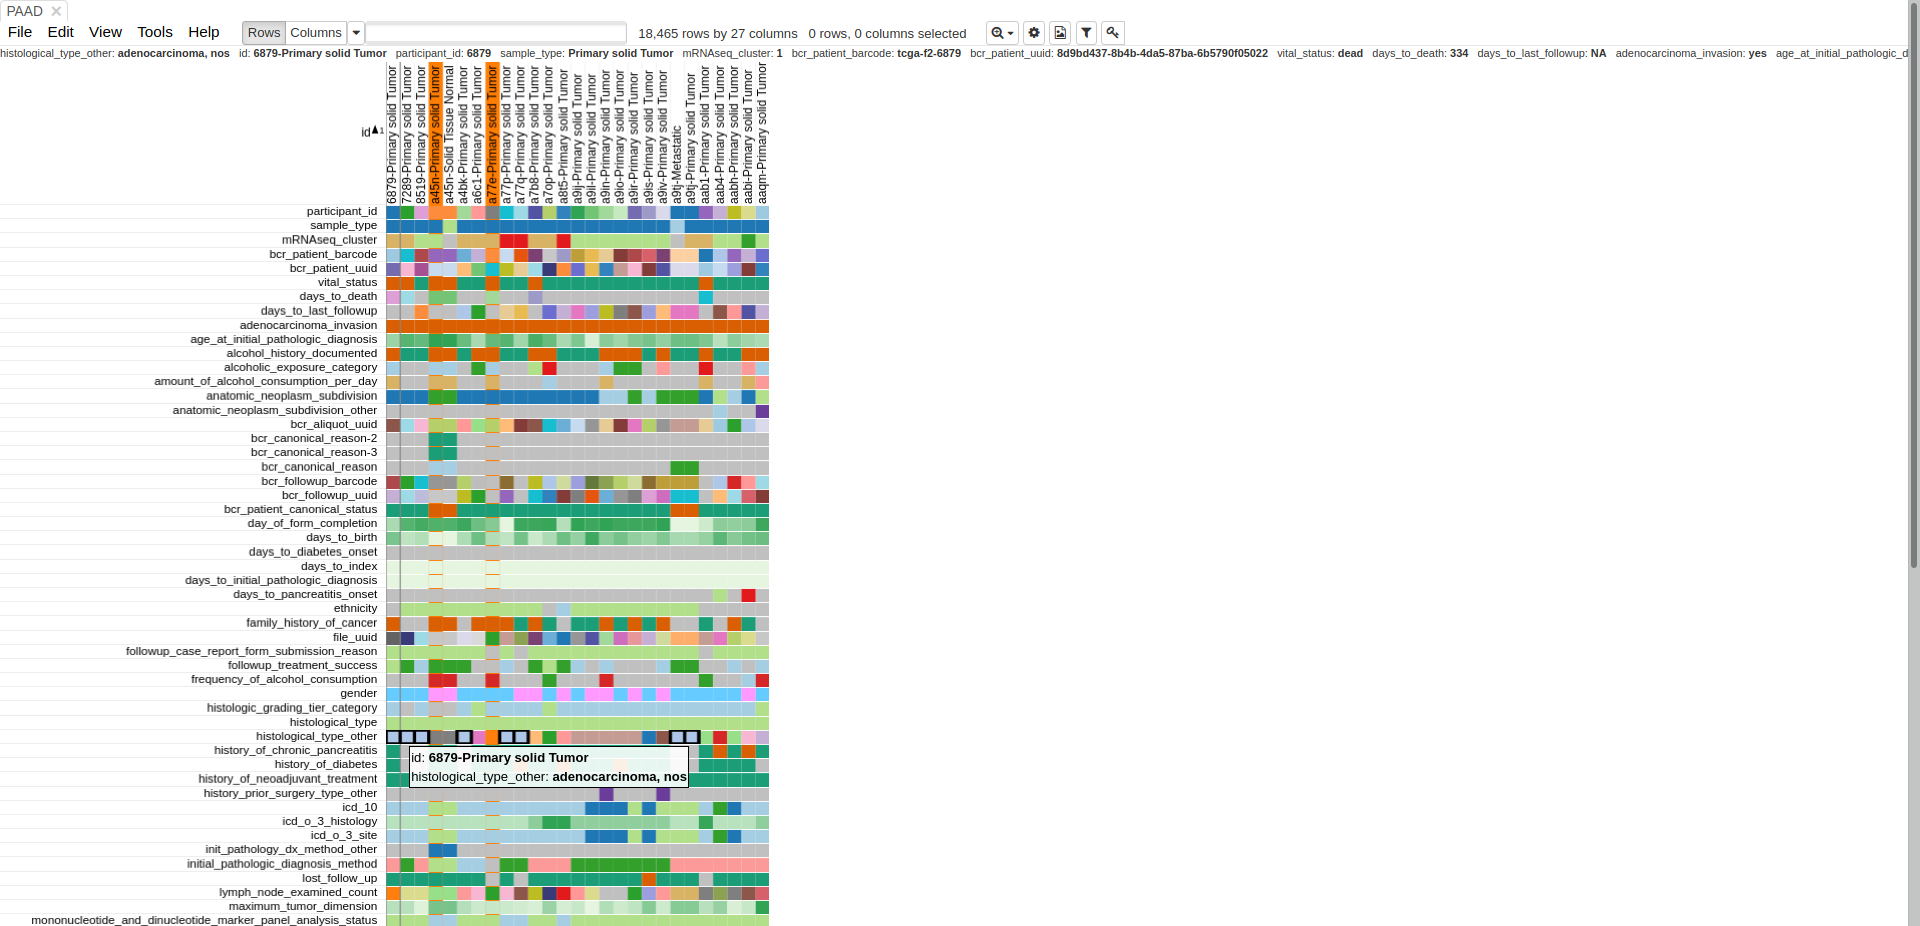 PAAD
File Edit View Tools Help Rows Columns 18,465 rows by 27 columns 0 rows, 0 columns selected
histological_type_other: adenocarcinoma, nos id: 6879-Primary solid Tumor participant_id: 6879 sample_type: Primary solid Tumor mRNAseq_cluster: 1 bcr_patient_barcode: tcga-f2-6879 bcr_patient_uuid: 8d9bd437-8b4b-4da5-87ba-6b5790f05022 vital_status: dead days_to_death: 334 days_to_last_followup: NA adenocarcinoma_invasion: yes age_at_initial_pathologic_d
id 1
6879-Primary solid Tumor
7289-Primary solid Tumor
8519-Primary solid Tumor
a45n-Primary solid Tumor
a45n-Solid Tissue Normal
a4bk-Primary solid Tumor
a6c1-Primary solid Tumor
a77e-Primary solid Tumor
a77p-Primary solid Tumor
a77q-Primary solid Tumor
a7b8-Primary solid Tumor
a7op-Primary solid Tumor
a8t5-Primary solid Tumor
a9ij-Primary solid Tumor
a9il-Primary solid Tumor
a9in-Primary solid Tumor
a9io-Primary solid Tumor
a9ir-Primary solid Tumor
a9is-Primary solid Tumor
a9iv-Primary solid Tumor
a9tj-Metastatic
a9tj-Primary solid Tumor
aab1-Primary solid Tumor
aab4-Primary solid Tumor
aabh-Primary solid Tumor
aabi-Primary solid Tumor
aaqm-Primary solid Tumor
participant_id
sample_type
mRNAseq_cluster
bcr_patient_barcode
bcr_patient_uuid
vital_status
days_to_death
days_to_last_followup
adenocarcinoma_invasion
age_at_initial_pathologic_diagnosis
alcohol_history_documented
alcoholic_exposure_category
amount_of_alcohol_consumption_per_day
anatomic_neoplasm_subdivision
anatomic_neoplasm_subdivision_other
bcr_aliquot_uuid
bcr_canonical_reason-2
bcr_canonical_reason-3
bcr_canonical_reason
bcr_followup_barcode
bcr_followup_uuid
bcr_patient_canonical_status
day_of_form_completion
days_to_birth
days_to_diabetes_onset
days_to_index
days_to_initial_pathologic_diagnosis
days_to_pancreatitis_onset
ethnicity
family_history_of_cancer
file_uuid
followup_case_report_form_submission_reason
followup_treatment_success
frequency_of_alcohol_consumption
gender
histologic_grading_tier_category
histological_type
histological_type_other
history_of_chronic_pancreatitis
id: 6879-Primary solid Tumor
history_of_diabetes
histological_type_other: adenocarcinoma, nos
history_of_neoadjuvant_treatment
history_prior_surgery_type_other
icd_10
icd_o_3_histology
icd_o_3_site
init_pathology_dx_method_other
initial_pathologic_diagnosis_method
lost_follow_up
lymph_node_examined_count
maximum_tumor_dimension
mononucleotide_and_dinucleotide_marker_panel_analysis_status